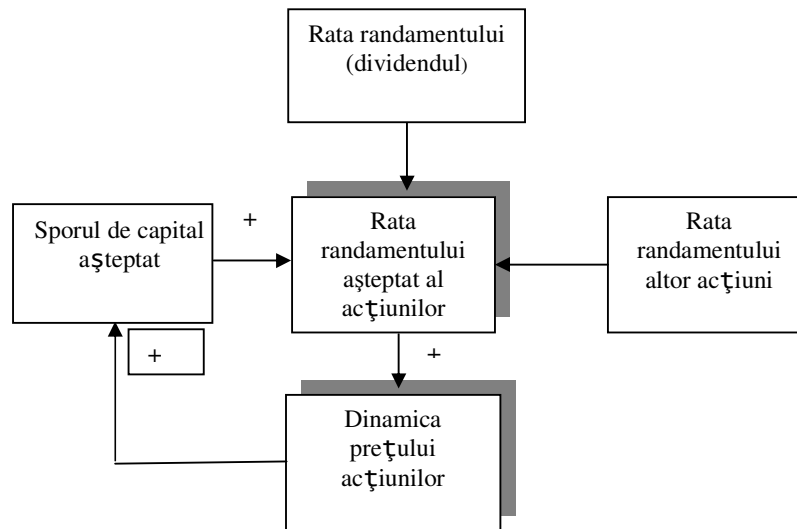 Rata randamentului
(dividendul)
Sporul de capital
aşteptat
+
Rata
randamentului
aşteptat al
acţiunilor
Rata
randamentului
altor acţiuni
+
+
Dinamica
preţului
acţiunilor